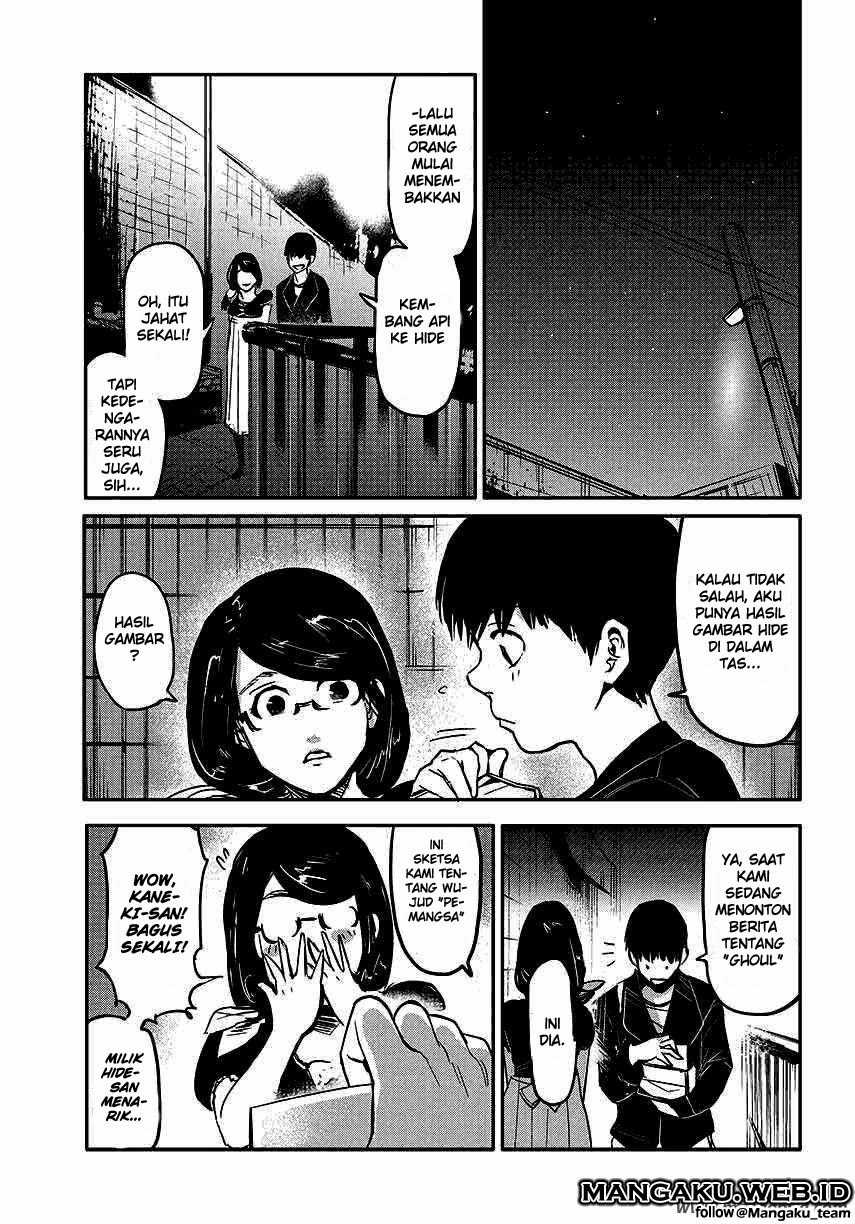 -LALU
SEMUA
ORANG
MULAI
MENEM-
BAKKAN
KEM-
BANG API
KE HIDE
OH, ITU
JAHAT
SEKALI!
TAPI
KEDE-
NGA-
RANNYA
SERU
JUGA,
SIH...
KALAU TIDAK
SALAH, AKU
PUNYA HASIL
GAMBAR HIDE
DI DALAM
TAS...
HASIL
GAMBAR
?
YA, SAAT
KAMI
SEDANG
MENONTON
BERITA
TENTANG
"GHOUL"
INI
DIA.
INI
SKETSA
KAMI TEN-
TANG WU-
JUD "PE-
MANGSA"
WOW,
KANE-
KI-SAN!
BAGUS
SEKALI!
MILIK
HIDE-
SAN
MENA-
RIK...
MANGAKU.WEB.ID
follow@Mangaku_team